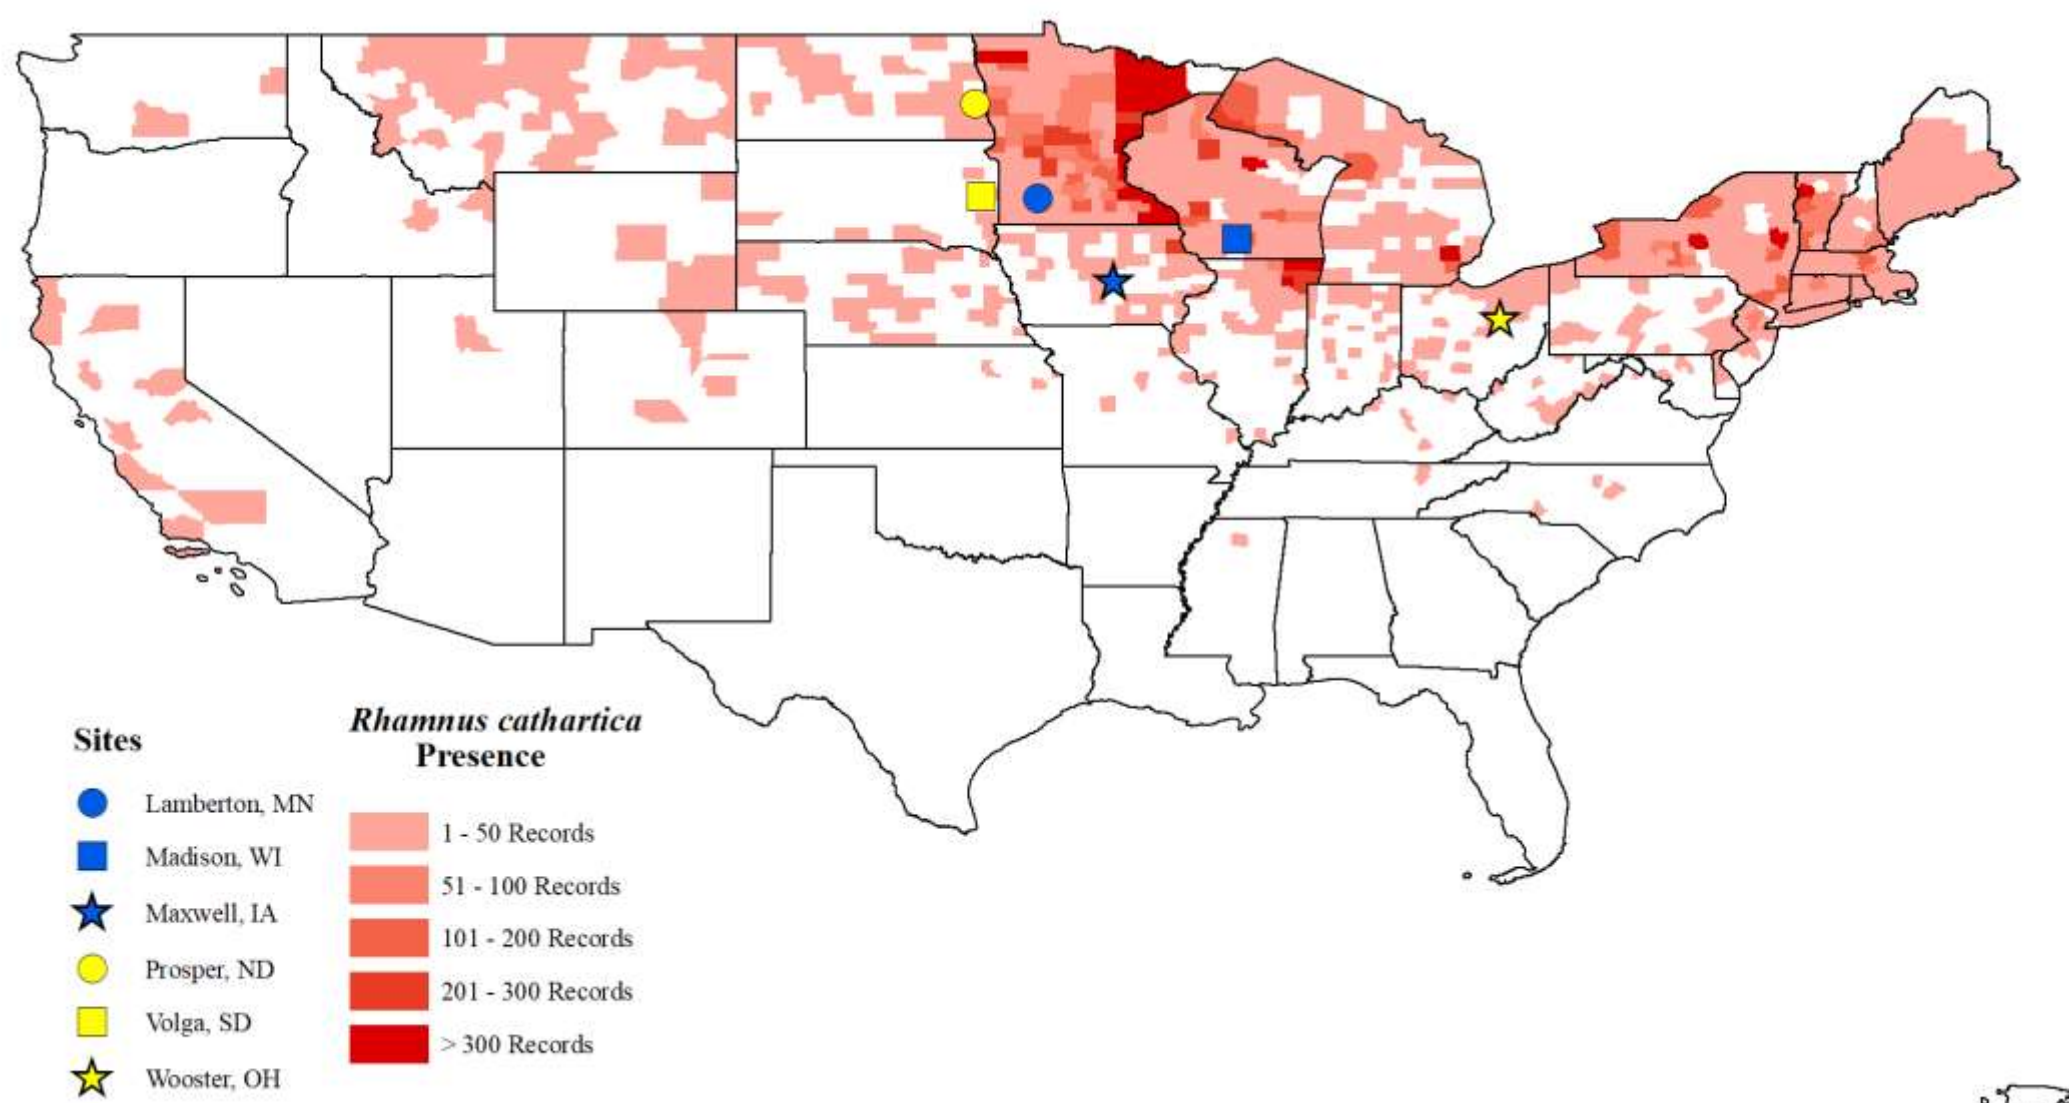 Sites
Lamberton, MN
Madison, WI
Maxwell, IA
Prosper, ND
Volga, SD
Wooster, OH
Rhamnus cathartica
Presence
1 - 50 Records
51 - 100 Records
101 - 200 Records
201 - 300 Records
> 300 Records